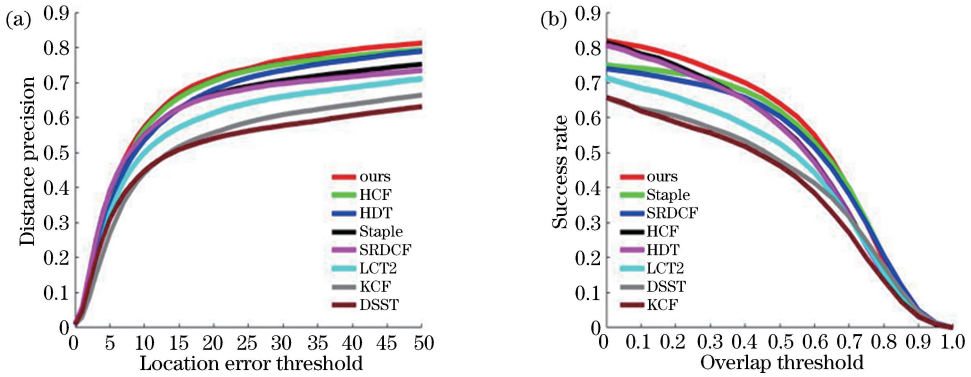 (a)
0.9
0.8
0.7
0.6
0.5
0.4
0.3
0.2
0.1
0
Distance precision
ours
HCF
HDT
Staple
SRDCF
LCT2
KCF
DSST
0 5 10 15 20 25 30 35 40 45 50
Location error threshold
(b)
0.9
0.8
0.7
0.6
0.5
0.4
0.3
0.2
0.1
0
Success rate
ours
Staple
SRDCF
HCF
HDT
LCT2
DSST
KCF
0 0.1 0.2 0.3 0.4 0.5 0.6 0.7 0.8 0.9 1.0
Overlap threshold